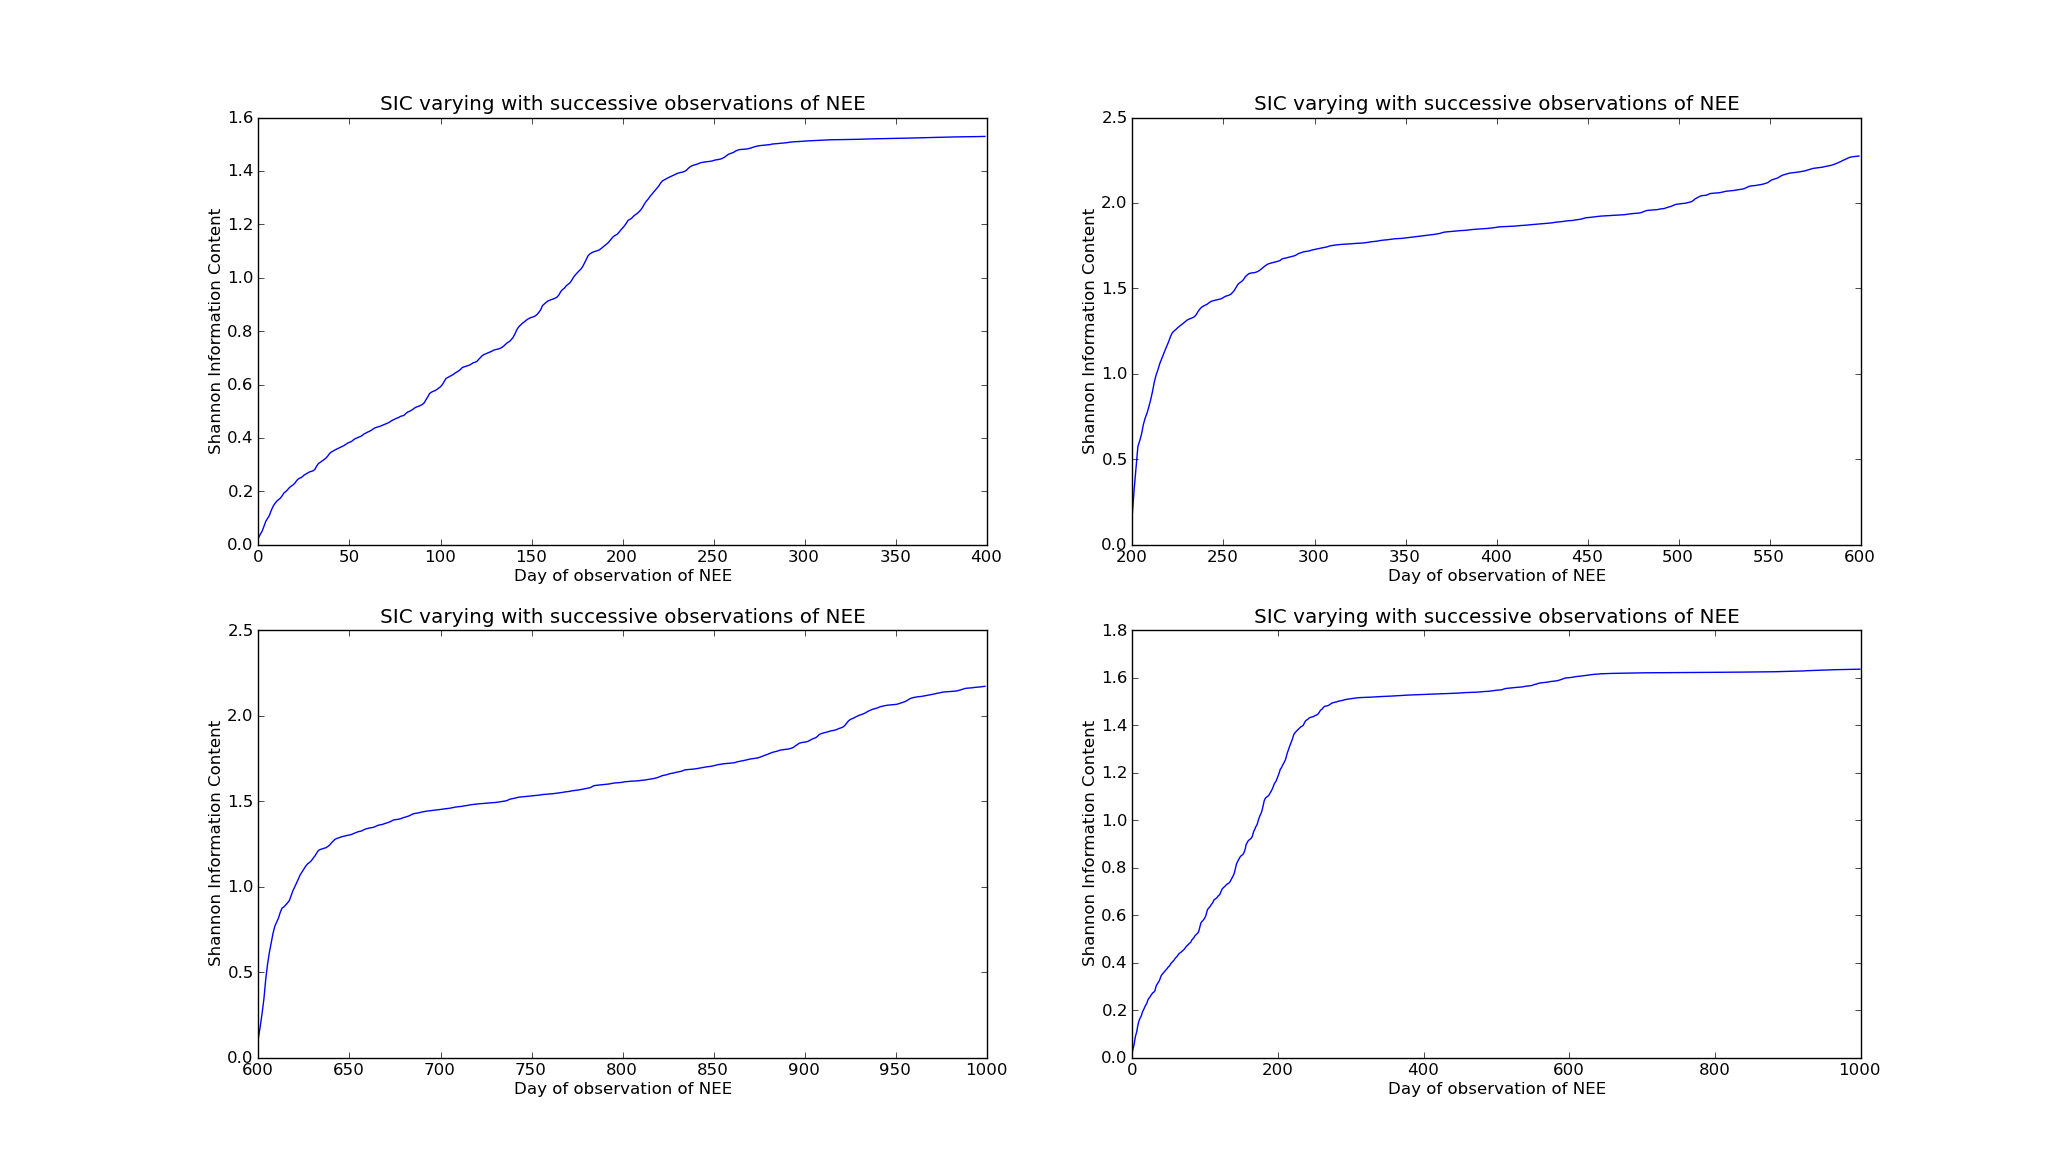 SIC varying with successive observations of NEE
1.6
1.4
1.2
1.0
0.8
0.6
0.4
0.2
0.0
Shannon Information Content
0 50 100 150 200 250 300 350 400
Day of observation of NEE
SIC varying with successive observations of NEE
2.5
2.0
1.5
1.0
0.5
0.0
Shannon Information Content
200 250 300 350 400 450 500 550 600
Day of observation of NEE
SIC varying with successive observations of NEE
2.5
2.0
1.5
1.0
0.5
0.0
Shannon Information Content
600 650 700 750 800 850 900 950 1000
Day of observation of NEE
SIC varying with successive observations of NEE
1.8
1.6
1.4
1.2
1.0
0.8
0.6
0.4
0.2
0.0
Shannon Information Content
0 200 400 600 800 1000
Day of observation of NEE